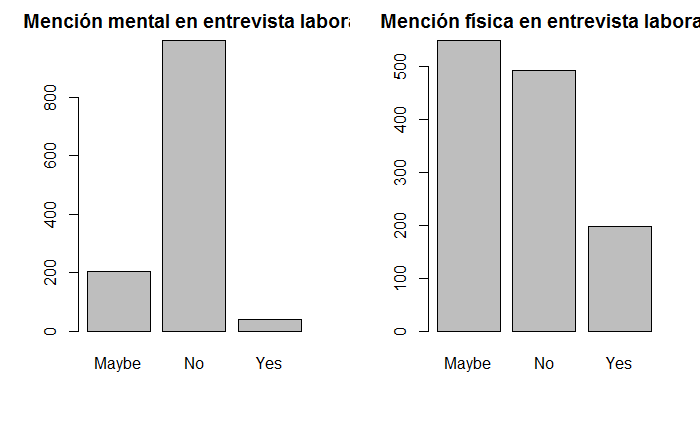 Mención mental en entrevista labora
800
600
400
200
0
Maybe No Yes
Mención física en entrevista labora
500
400
300
200
100
0
Maybe No Yes